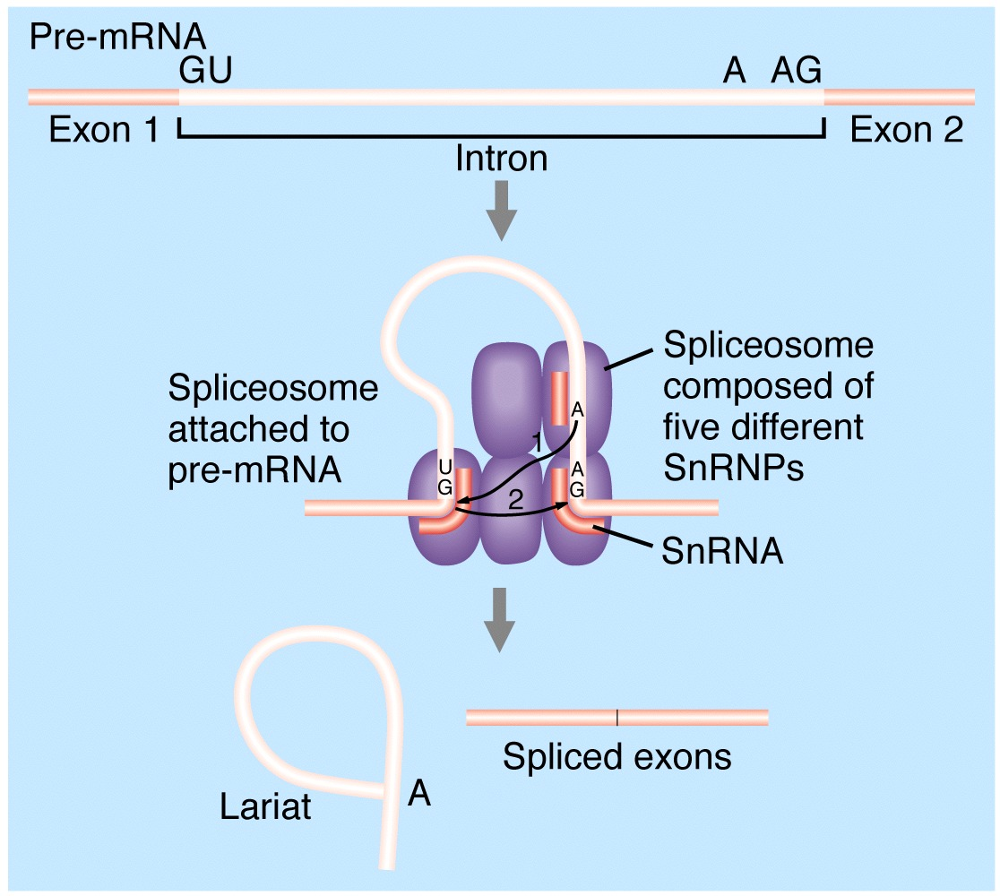 Pre-mRNA
GU
A AG
Exon 1
Exon 2
Intron
Spliceosome
attached to
pre-mRNA
Spliceosome
composed of
five different
SnRNPs
A
1
U
G
A
G
2
SnRNA
Lariat
A
Spliced exons